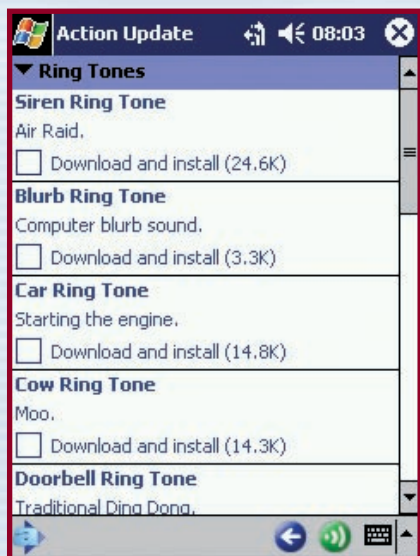 Action Update 08:03
Ring Tones
Siren Ring Tone
Air Raid.
Download and install (24.6K)
Blurb Ring Tone
Computer blurb sound.
Download and install (3.3K)
Car Ring Tone
Starting the engine.
Download and install (14.8K)
Cow Ring Tone
Moo.
Download and install (14.3K)
Doorbell Ring Tone
Traditional Ding Dong.